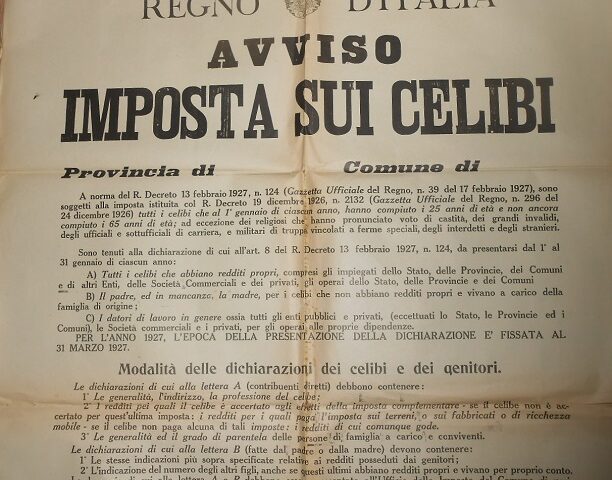 REGNO D'ITALIA
AVVISO
IMPOSTA SUI CELIBI
Provincia di Comune di
A norma del R. Decreto 13 febbraio 1927, n. 124 (Gazzetta Ufficiale del Regno, n. 39 del 17 febbraio 1927), sono
soggetti alla imposta istituita col R. Decreto 19 dicembre 1926, n. 2132 (Gazzetta Ufficiale del Regno, n. 296 del
24 dicembre 1926) tutti i celibi che al 1° gennaio di ciascun anno, hanno compiuto i 25 anni di età e non ancora
compiuto i 65 anni di età; ad eccezione dei religiosi che hanno pronunciato voto di castità, dei grandi invalidi,
degli ufficiali e sottufficiali di carriera, e militari di truppa vincolati a ferme speciali, degli interdetti e degli stranieri.
Sono tenuti alla dichiarazione di cui all'art. 8 del R. Decreto 13 febbraio 1927, n. 124, da presentarsi dal 1° al
31 gennaio di ciascun anno:
A) Tutti i celibi che abbiano redditi propri, compresi gli impiegati dello Stato, delle Provincie, dei Comuni
e di altri Enti, delle Società Commerciali e dei privati, gli operai dello Stato, delle Provincie e dei Comuni
B) Il padre, ed in mancanza, la madre, per i celibi che non abbiano redditi propri e vivano a carico della
famiglia di origine;
C) I datori di lavoro in genere ossia tutti gli enti pubblici e privati, (eccettuati lo Stato, le Provincie ed i
Comuni), le Società commerciali e i privati, per gli operai alle proprie dipendenze.
PER L'ANNO 1927, L'EPOCA DELLA PRESENTAZIONE DELLA DICHIARAZIONE È FISSATA AL
31 MARZO 1927.
Modalità delle dichiarazioni dei celibi e dei genitori.
Le dichiarazioni di cui alla lettera A (contribuenti diretti) debbono contenere:
1° Le generalità, l'indirizzo, la professione del celibe;
2° I redditi pei quali il celibe è accertato agli effetti della imposta complementare - se il celibe non è ac-
certato per quest'ultima imposta: i redditi per i quali paga l'imposta sui terreni, o sui fabbricati o di ricchezza
mobile - se il celibe non paga alcuna di tali imposte: i redditi di cui comunque gode.
3° Le generalità ed il grado di parentela delle persone di famiglia a carico e conviventi.
Le dichiarazioni di cui alla lettera B (fatte dal padre o dalla madre) devono contenere:
1° Le stesse indicazioni più sopra specificate relative ai redditi posseduti dai genitori;
2° L'indicazione del numero degli altri figli, anche se questi ultimi abbiano redditi propri e vivano per proprio conto.